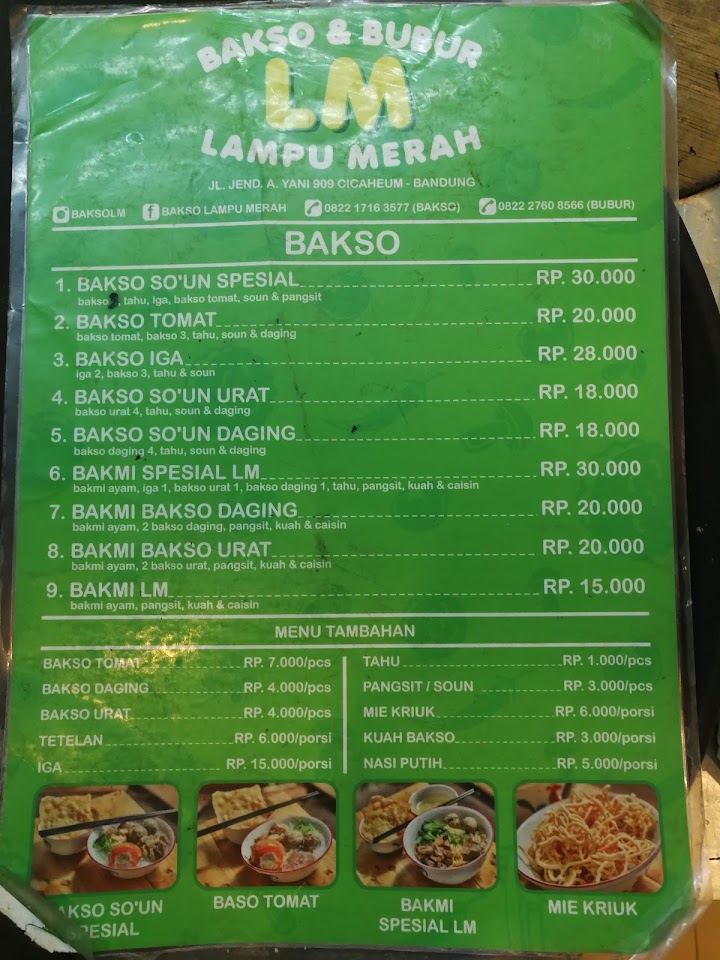 BAKSO & BUBUR
LM
LAMPU MERAH
JL. JEND. A. YANI 909 CICAHEUM - BANDUNG
BAKSOLM BAKSO LAMPU MERAH 0822 1716 3577 (BAKSO) 0822 2760 8566 (BUBUR)
BAKSO
1. BAKSO SO'UN SPESIAL RP. 30.000
bakso , tahu, iga, bakso tomat, soun & pangsit
2. BAKSO TOMAT RP. 20.000
bakso tomat, bakso 3, tahu, soun & daging
3. BAKSO IGA RP. 28.000
iga 2, bakso 3, tahu & soun
4. BAKSO SO'UN URAT RP. 18.000
bakso urat 4, tahu, soun & daging
5. BAKSO SO'UN DAGING RP. 18.000
bakso daging 4, tahu, soun & daging
6. BAKMI SPESIAL LM RP. 30.000
bakmi ayam, iga 1, bakso urat 1, bakso daging 1, tahu, pangsit, kuah & caisin
7. BAKMI BAKSO DAGING RP. 20.000
bakmi ayam, 2 bakso daging, pangsit, kuah & caisin
8. BAKMI BAKSO URAT RP. 20.000
bakmi ayam, 2 bakso urat, pangsit, kuah & caisin
9. BAKMI LM RP. 15.000
bakmi ayam, pangsit, kuah & caisin
MENU TAMBAHAN
BAKSO TOMAT RP. 7.000/pcs
BAKSO DAGING RP. 4.000/pcs
BAKSO URAT RP. 4.000/pcs
TETELAN RP. 6.000/porsi
IGA RP. 15.000/porsi
TAHU RP. 1.000/pcs
PANGSIT / SOUN RP. 3.000/pcs
MIE KRIUK RP. 6.000/porsi
KUAH BAKSO RP. 3.000/porsi
NASI PUTIH RP. 5.000/porsi
AKSO SO'UN
PESIAL
BASO TOMAT
BAKMI
SPESIAL LM
MIE KRIUK